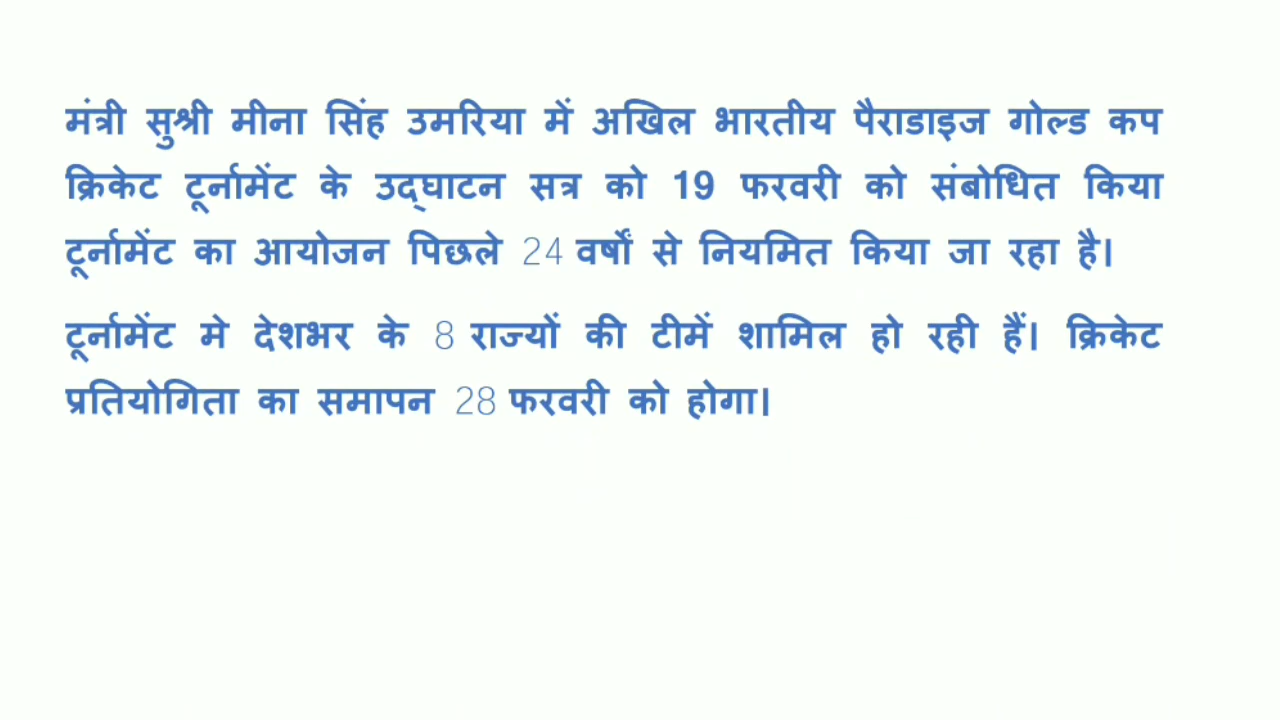 मंत्री सुश्री मीना सिंह उमरिया में अखिल भारतीय पैराडाइज गोल्ड कप
क्रिकेट टूर्नामेंट के उद्‌घाटन सत्र को 19 फरवरी को संबोधित किया
टूर्नामेंट का आयोजन पिछले 24 वर्षों से नियमित किया जा रहा है।
टूर्नामेंट मे देशभर के 8 राज्यों की टीमें शामिल हो रही हैं। क्रिकेट
प्रतियोगिता का समापन 28 फरवरी को होगा।